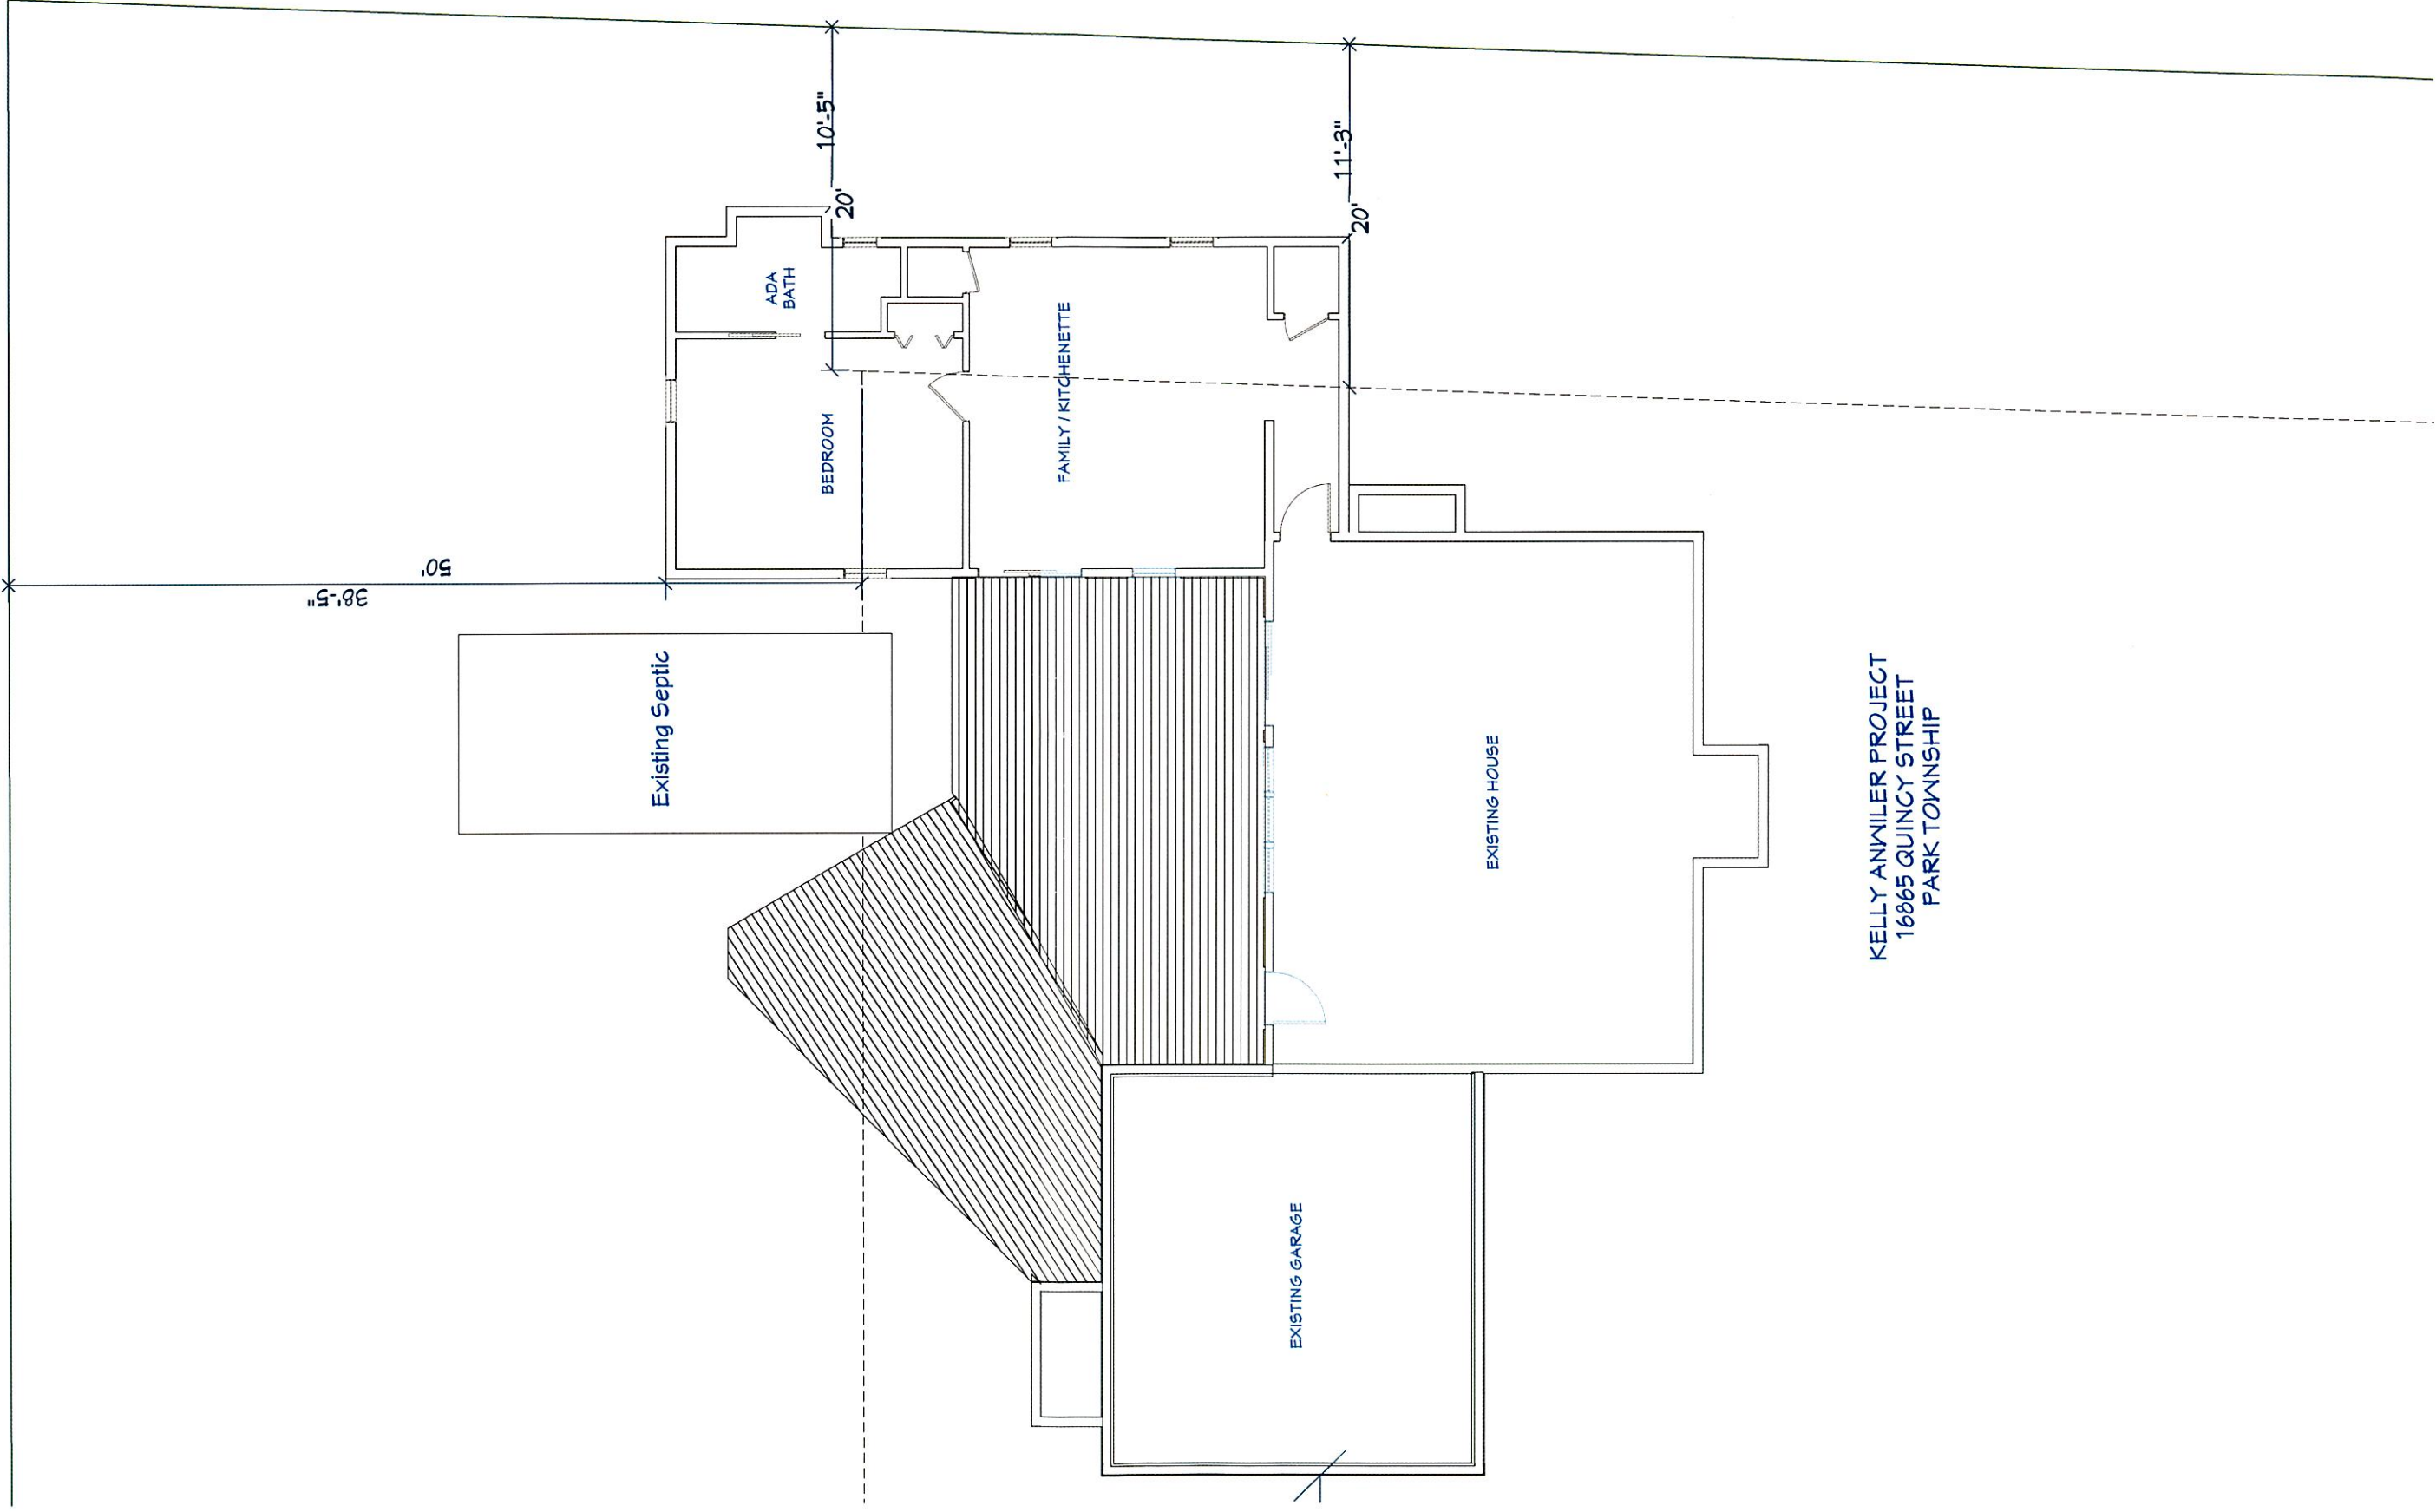 10'-5"
20'
11'-3"
20'
ADA
BATH
BEDROOM
FAMILY / KITCHENETTE
50'
38'-5"
Existing Septic
EXISTING HOUSE
EXISTING GARAGE
KELLY ANWILER PROJECT
16865 QUINCY STREET
PARK TOWNSHIP